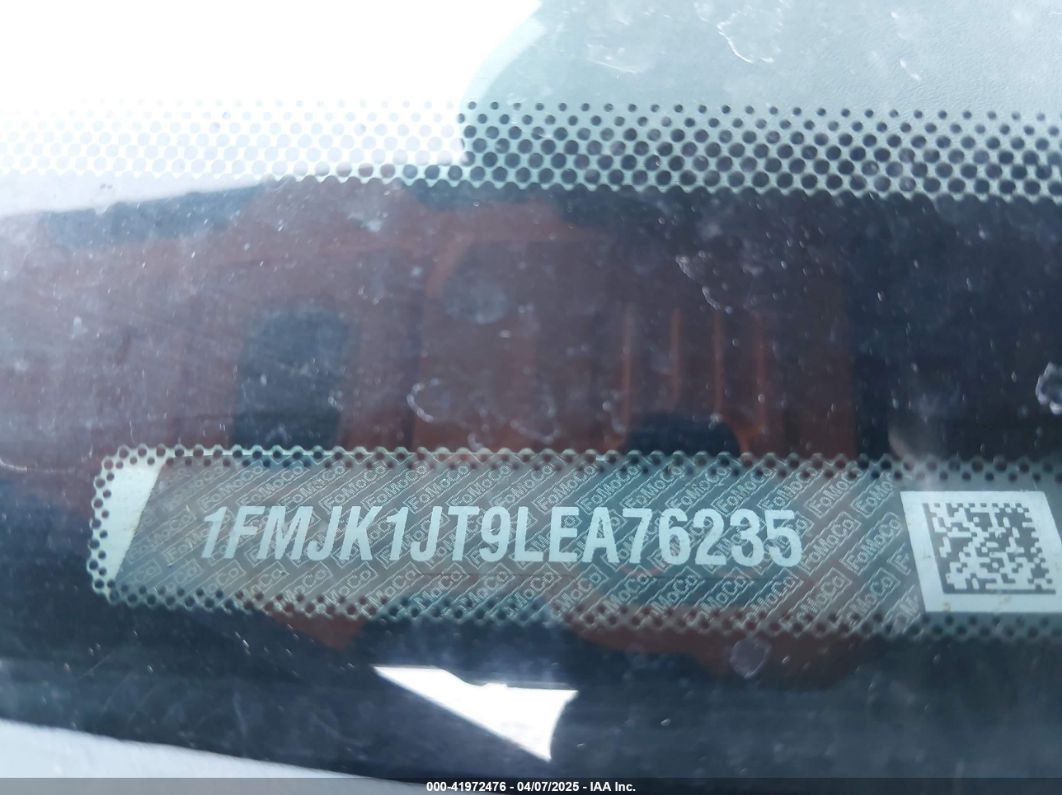 1FMJK1JT9LEA76235
000-41972476 - 04/07/2025 - IAA Inc.